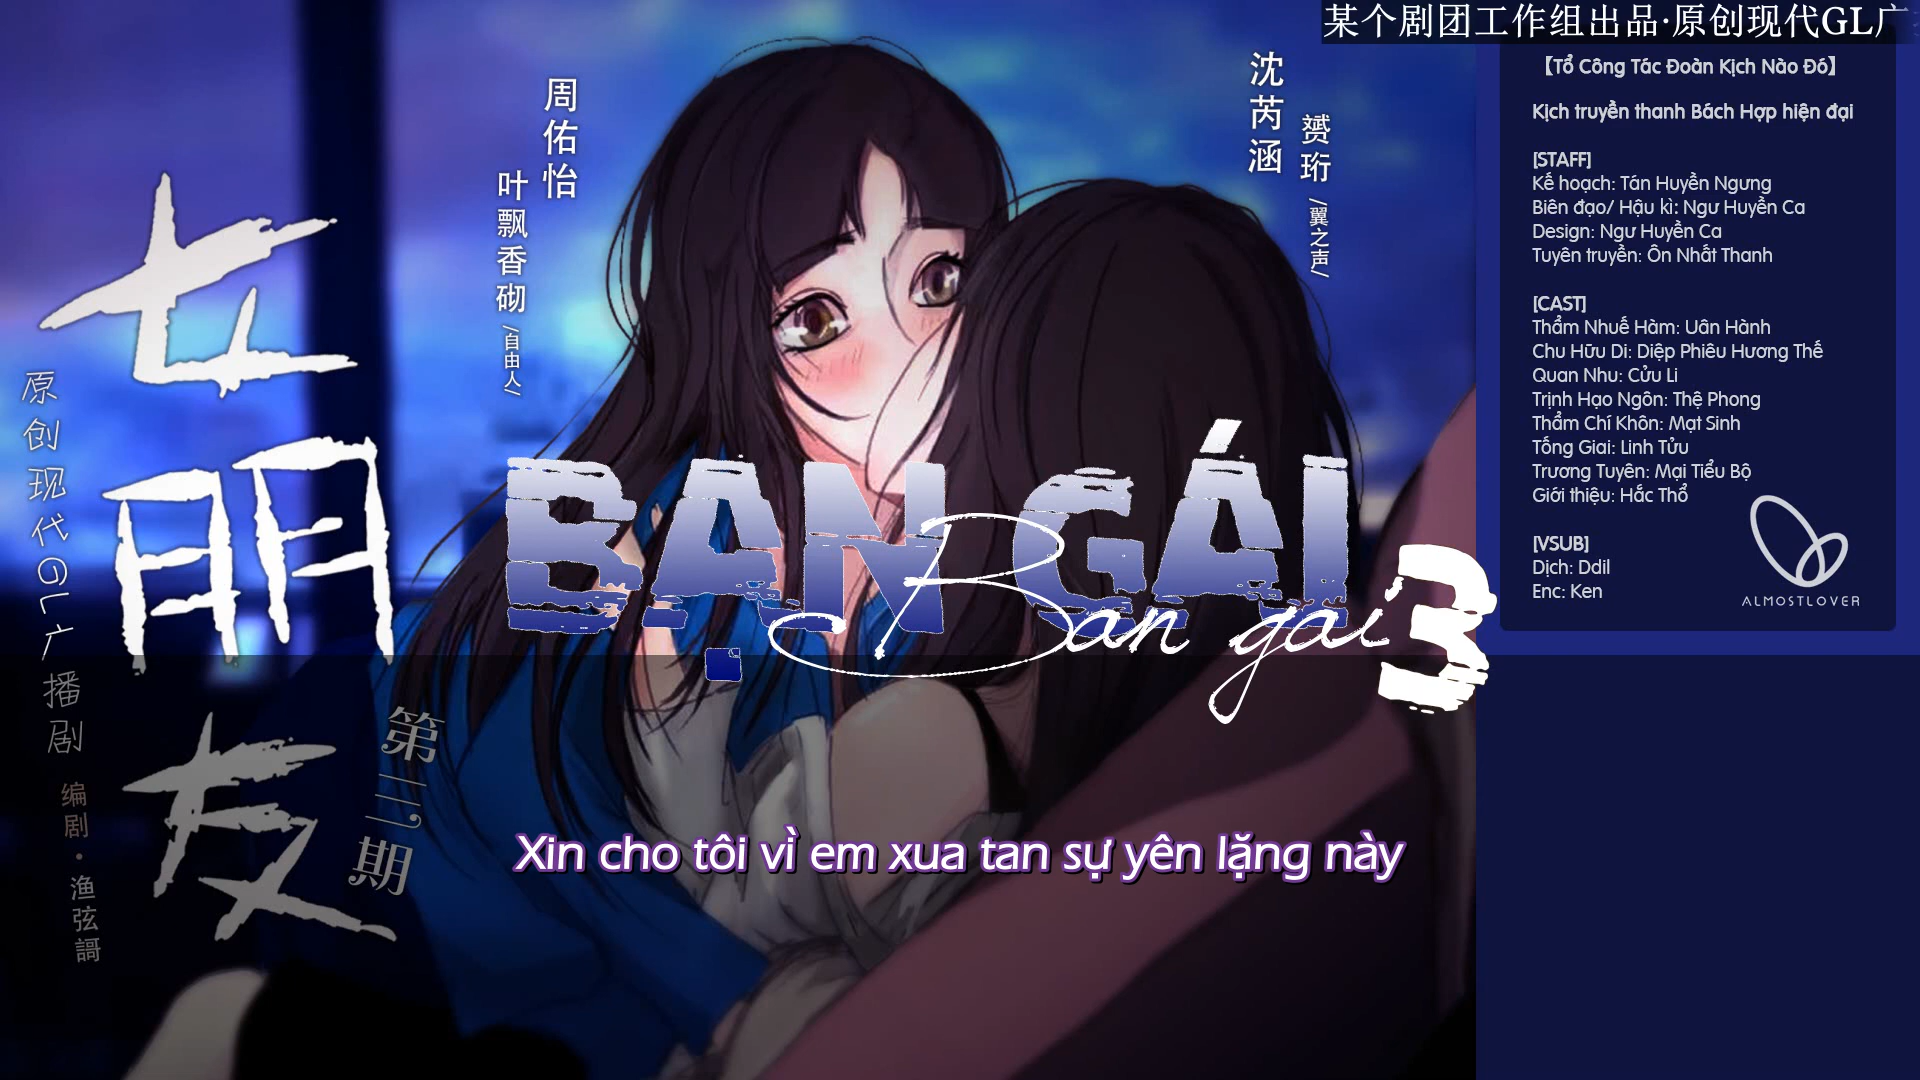 某个剧团工作组出品·原创现代GL广
【Tổ Công Tác Đoàn Kịch Nào Đó】
Kịch truyền thanh Bách Hợp hiện đại
[STAFF]
Kế hoạch: Tán Huyền Ngưng
Biên đạo/ Hậu kì: Ngư Huyền Ca
Design: Ngư Huyền Ca
Tuyên truyền: Ôn Nhất Thanh
[CAST]
Thẩm Nhuế Hàm: Uân Hành
Chu Hữu Di: Diệp Phiêu Hương Thế
Quan Nhu: Cửu Li
Trịnh Hạo Ngôn: Thệ Phong
Thẩm Chí Khôn: Mạt Sinh
Tống Giai: Linh Tửu
Trương Tuyên: Mại Tiểu Bộ
Giới thiệu: Hắc Thổ
[VSUB]
Dịch: Ddil
Enc: Ken
ALMOSTLOVER
沈芮涵
赟珩
/翼之声/
周佑怡
叶飘香砌
/自由人/
女朋友
原创现代GL广播剧
编剧·渔弦謌
第三期
BẠN GÁI 3
Ban gai
Xin cho tôi vì em xua tan sự yên lặng này